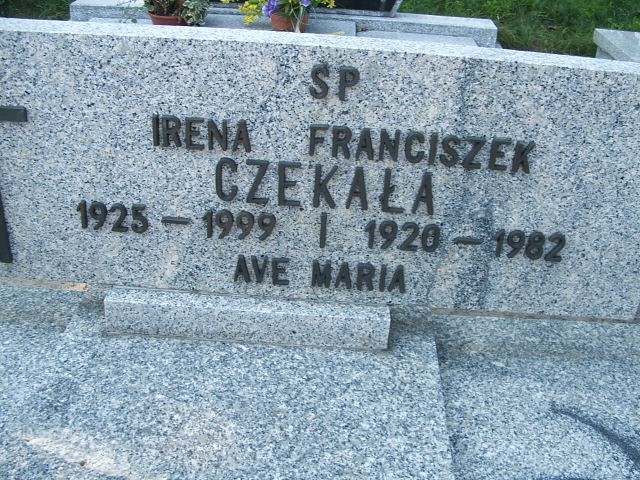 SP
IRENA FRANCISZEK
CZEKAŁA
1925 - 1999 | 1920 - 1982
AVE MARIA